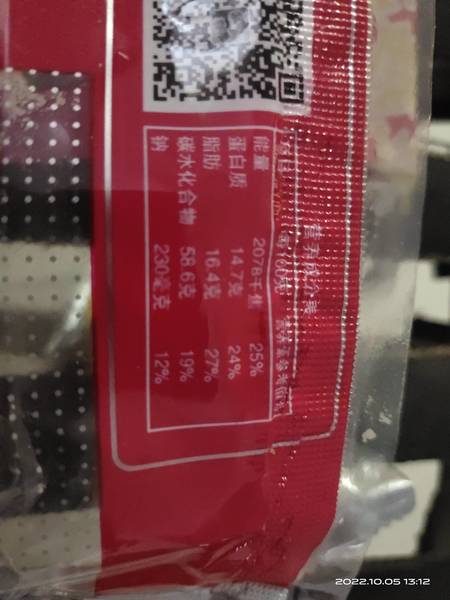 营养成分表
项目 每100克 营养素参考值%
能量 2078千焦 25%
蛋白质 14.7克 24%
脂肪 16.4克 27%
碳水化合物 58.6克 19%
钠 230毫克 12%
2022.10.05 13:12